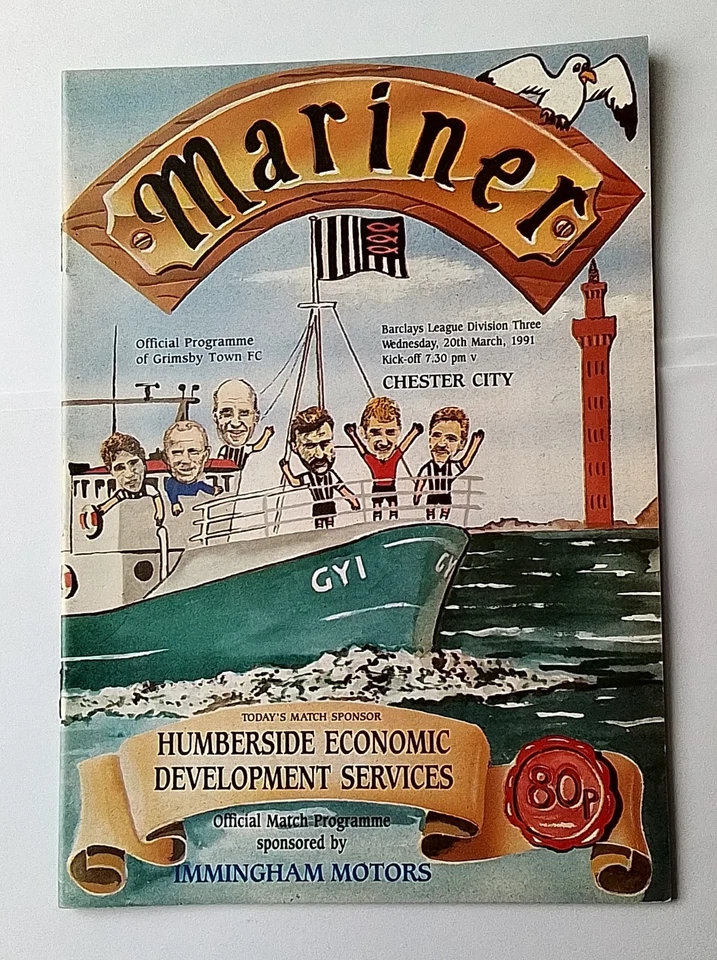 Mariner
Official Programme
of Grimsby Town FC
Barclays League Division Three
Wednesday, 20th March, 1991
Kick-off 7.30 pm v
CHESTER CITY
GY1
GY
TODAY'S MATCH SPONSOR
HUMBERSIDE ECONOMIC
DEVELOPMENT SERVICES
80p
Official Match Programme
sponsored by
IMMINGHAM MOTORS